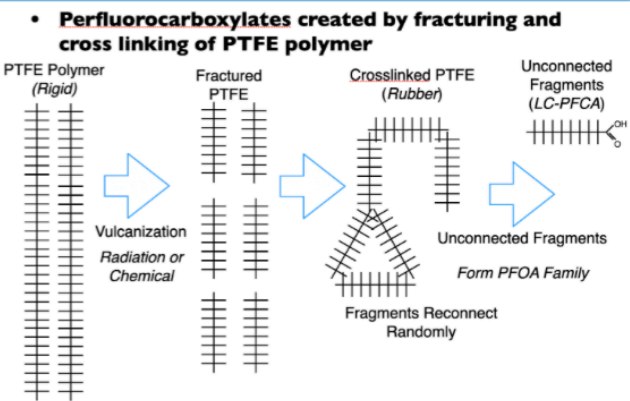 • Perfluorocarboxylates created by fracturing and
cross linking of PTFE polymer
PTFE Polymer
(Rigid)
Vulcanization
Radiation or
Chemical
Fractured
PTFE
Crosslinked PTFE
(Rubber)
Fragments Reconnect
Randomly
Unconnected
Fragments
(LC-PFCA)
OH
O
Unconnected Fragments
Form PFOA Family